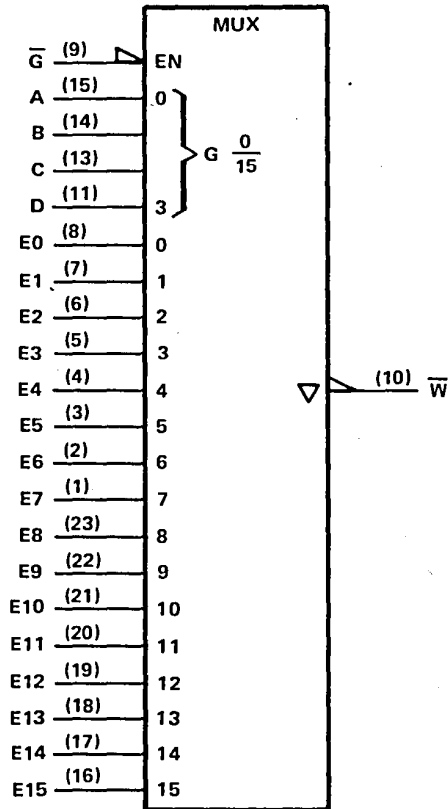 MUX
G̅ (9) EN
A (15) 0
B (14)
C (13) G 0/15
D (11) 3
E0 (8) 0
E1 (7) 1
E2 (6) 2
E3 (5) 3
E4 (4) 4 ▽ (10) W̅
E5 (3) 5
E6 (2) 6
E7 (1) 7
E8 (23) 8
E9 (22) 9
E10 (21) 10
E11 (20) 11
E12 (19) 12
E13 (18) 13
E14 (17) 14
E15 (16) 15